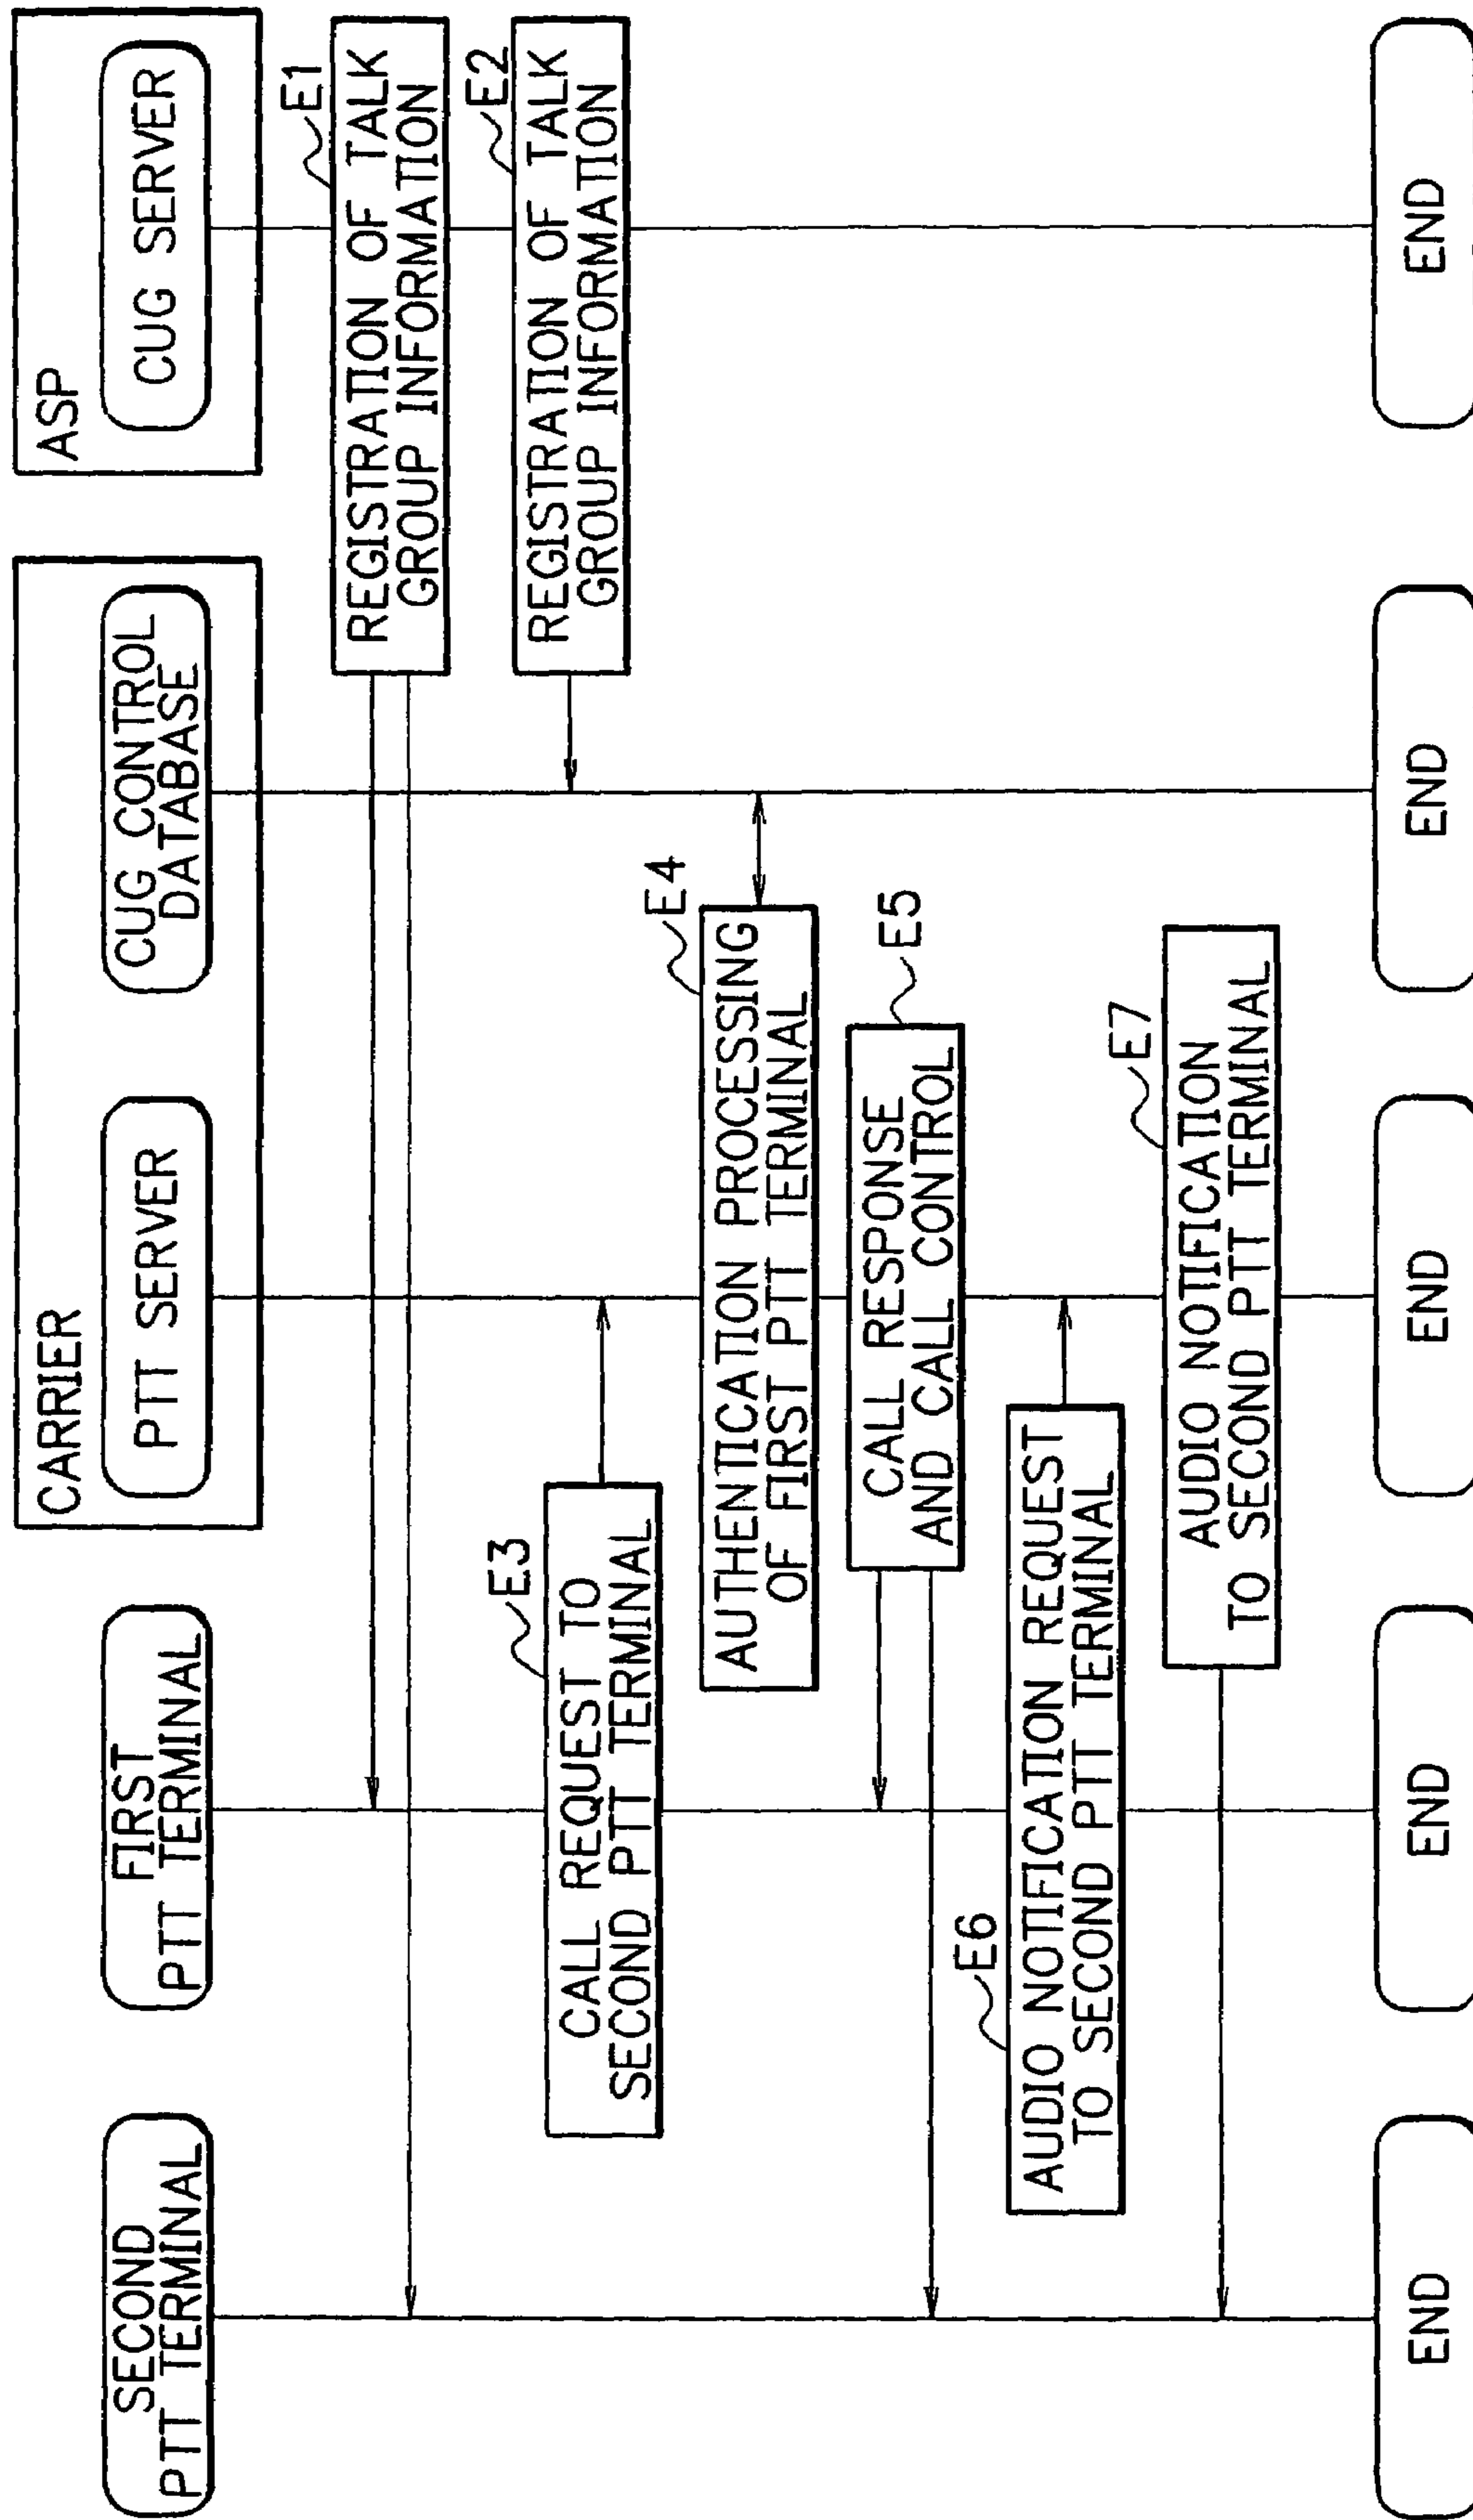 SECOND
PTT TERMINAL
FIRST
PTT TERMINAL
CARRIER
PTT SERVER
CUG CONTROL
DATABASE
ASP
CUG SERVER
E1
REGISTRATION OF TALK
GROUP INFORMATION
E2
REGISTRATION OF TALK
GROUP INFORMATION
E3
CALL REQUEST TO
SECOND PTT TERMINAL
E4
AUTHENTICATION PROCESSING
OF FIRST PTT TERMINAL
E5
CALL RESPONSE
AND CALL CONTROL
E6
AUDIO NOTIFICATION REQUEST
TO SECOND PTT TERMINAL
E7
AUDIO NOTIFICATION
TO SECOND PTT TERMINAL
END
END
END
END
END